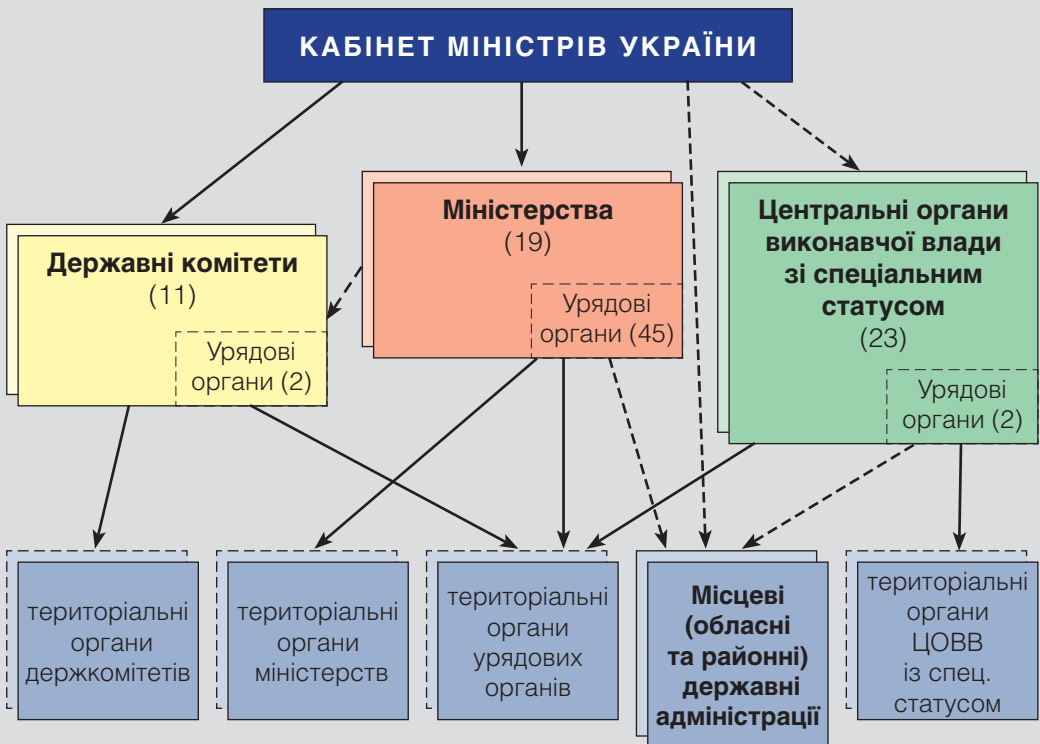 КАБІНЕТ МІНІСТРІВ УКРАЇНИ
Державні комітети
(11)
Урядові
органи (2)
Міністерства
(19)
Урядові
органи (45)
Центральні органи
виконавчої влади
зі спеціальним
статусом
(23)
Урядові
органи (2)
територіальні
органи
держкомітетів
територіальні
органи
міністерств
територіальні
органи
урядових
органів
Місцеві
(обласні
та районні)
державні
адміністрації
територіальні
органи
ЦОВВ
із спец.
статусом